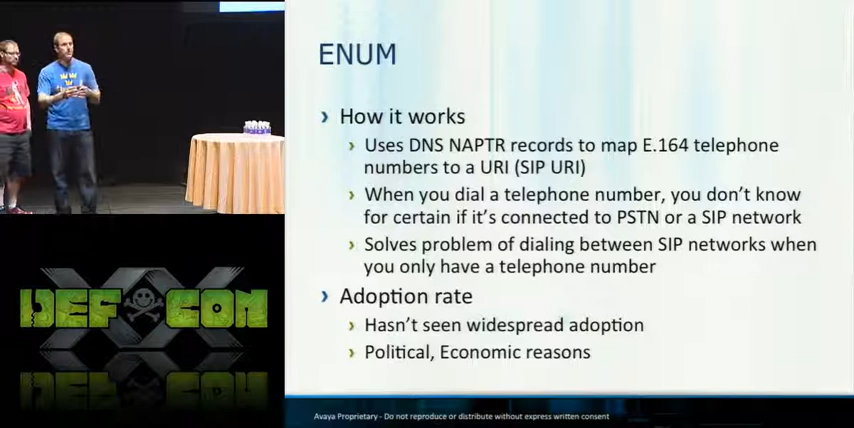 ENUM
› How it works
› Uses DNS NAPTR records to map E.164 telephone
numbers to a URI (SIP URI)
› When you dial a telephone number, you don't know
for certain if it's connected to PSTN or a SIP network
› Solves problem of dialing between SIP networks when
you only have a telephone number
› Adoption rate
› Hasn't seen widespread adoption
› Political, Economic reasons
DEF CON
XX
Avaya Proprietary - Do not reproduce or distribute without express written consent